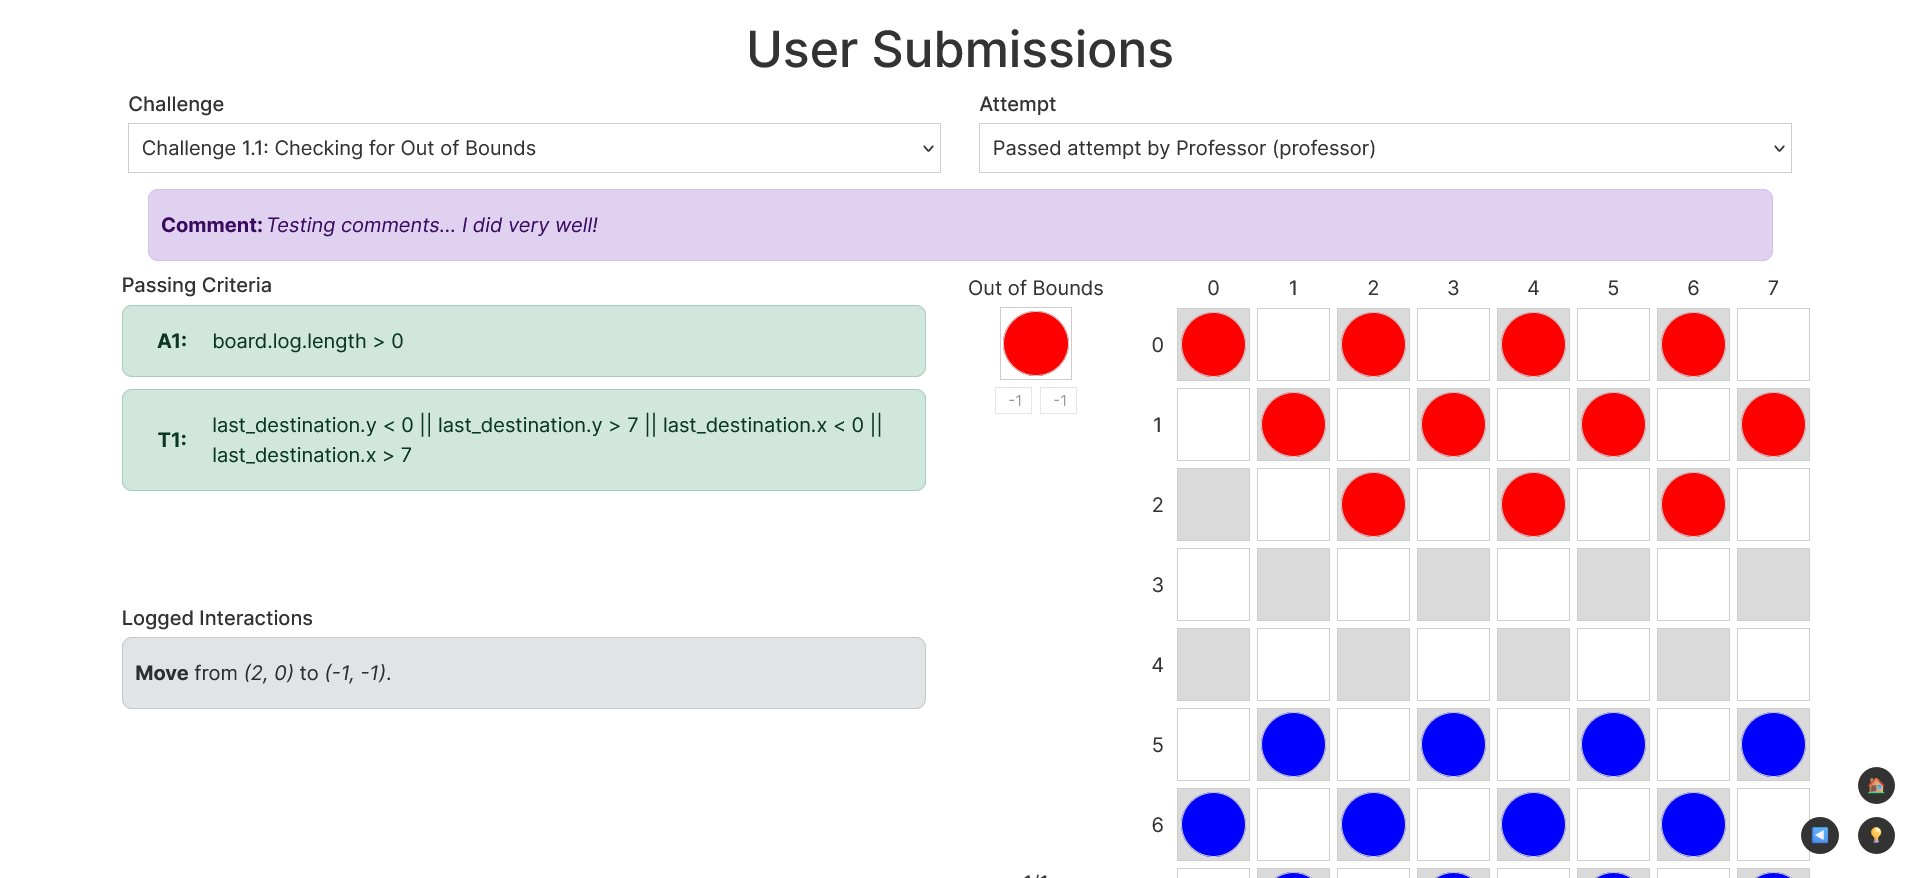 User Submissions
Challenge
Attempt
Challenge 1.1: Checking for Out of Bounds
Passed attempt by Professor (professor)
Comment: Testing comments... I did very well!
Passing Criteria
A1: board.log.length > 0
T1: last_destination.y < 0 || last_destination.y > 7 || last_destination.x < 0 ||
last_destination.x > 7
Logged Interactions
Move from (2, 0) to (-1, -1).
Out of Bounds
-1 -1
0 1 2 3 4 5 6 7
0
1
2
3
4
5
6